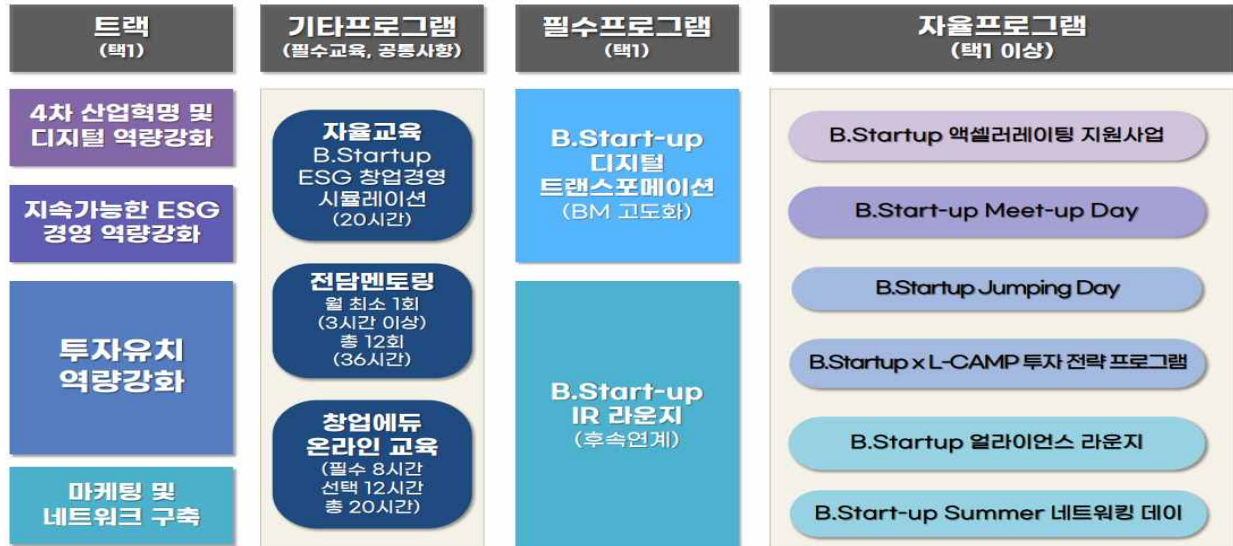 트랙
(택1)
4차 산업혁명 및
디지털 역량강화
지속가능한 ESG
경영 역량강화
투자유치
역량강화
마케팅 및
네트워크 구축
기타프로그램
(필수교육, 공통사항)
자율교육
B.Startup
ESG 창업경영
시뮬레이션
(20시간)
전담멘토링
월 최소 1회
(3시간 이상)
총 12회
(36시간)
창업에듀
온라인 교육
(필수 8시간
선택 12시간
총 20시간)
필수프로그램
(택1)
B.Start-up
디지털
트랜스포메이션
(BM 고도화)
B.Start-up
IR 라운지
(후속연계)
자율프로그램
(택1 이상)
B.Startup 액셀러레이팅 지원사업
B.Start-up Meet-up Day
B.Startup Jumping Day
B.Startup x L-CAMP 투자 전략 프로그램
B.Startup 얼라이언스 라운지
B.Start-up Summer 네트워킹 데이